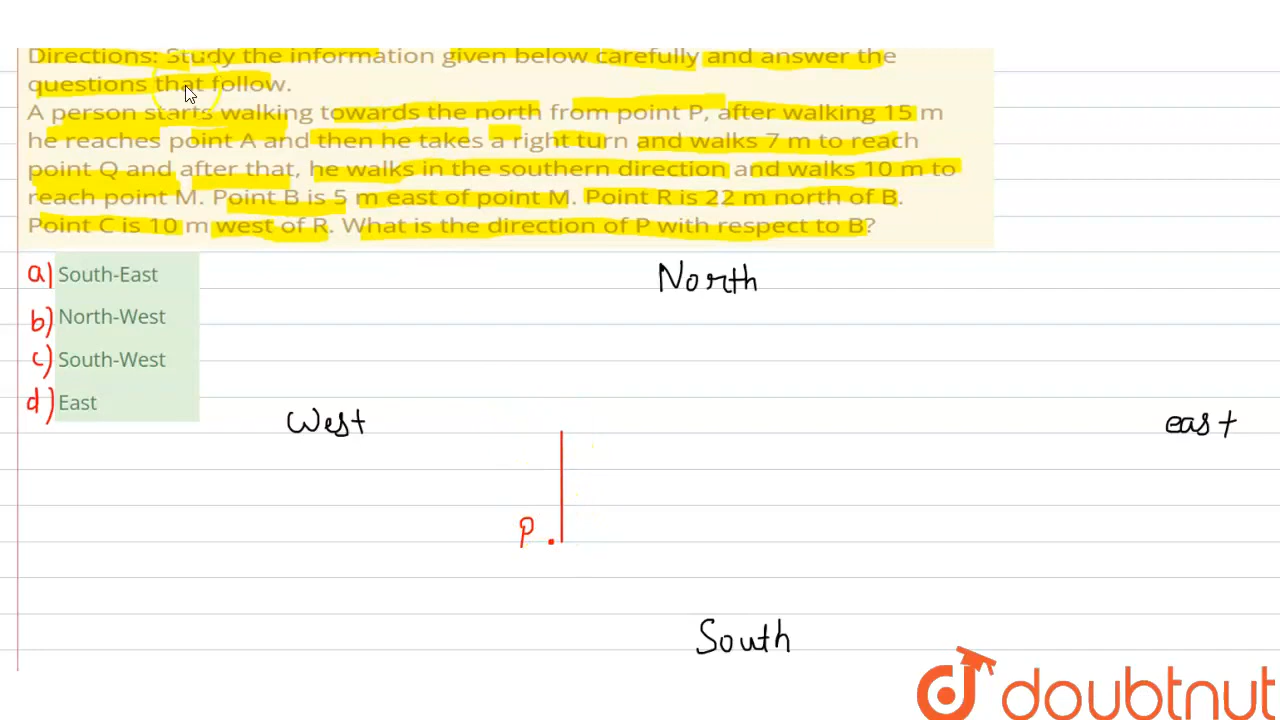 Directions: Study the information given below carefully and answer the
questions that follow.
A person starts walking towards the north from point P, after walking 15 m
he reaches point A and then he takes a right turn and walks 7 m to reach
point Q and after that, he walks in the southern direction and walks 10 m to
reach point M. Point B is 5 m east of point M. Point R is 22 m north of B.
Point C is 10 m west of R. What is the direction of P with respect to B?
a) South-East
b) North-West
c) South-West
d) East
North
West
east
P
South
doubtnut